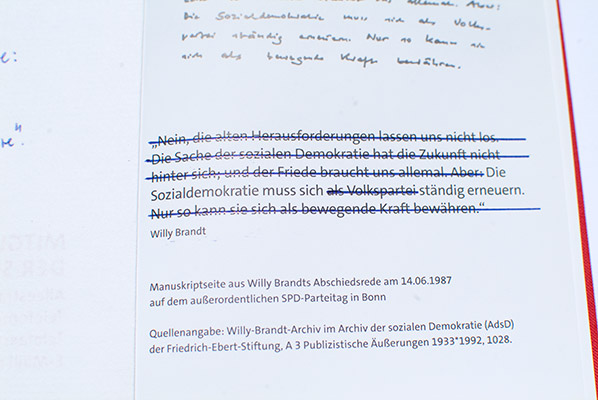 Die Sozialdemokratie muss sich als Volks-
partei ständig erneuern. Nur so kann sie
sich als bewegende Kraft bewähren.
„Nein, die alten Herausforderungen lassen uns nicht los.
Die Sache der sozialen Demokratie hat die Zukunft nicht
hinter sich; und der Friede braucht uns allemal. Aber: Die
Sozialdemokratie muss sich als Volkspartei ständig erneuern.
Nur so kann sie sich als bewegende Kraft bewähren.“
Willy Brandt
Manuskriptseite aus Willy Brandts Abschiedsrede am 14.06.1987
auf dem außerordentlichen SPD-Parteitag in Bonn
Quellenangabe: Willy-Brandt-Archiv im Archiv der sozialen Demokratie (AdsD)
der Friedrich-Ebert-Stiftung, A 3 Publizistische Äußerungen 1933*1992, 1028.